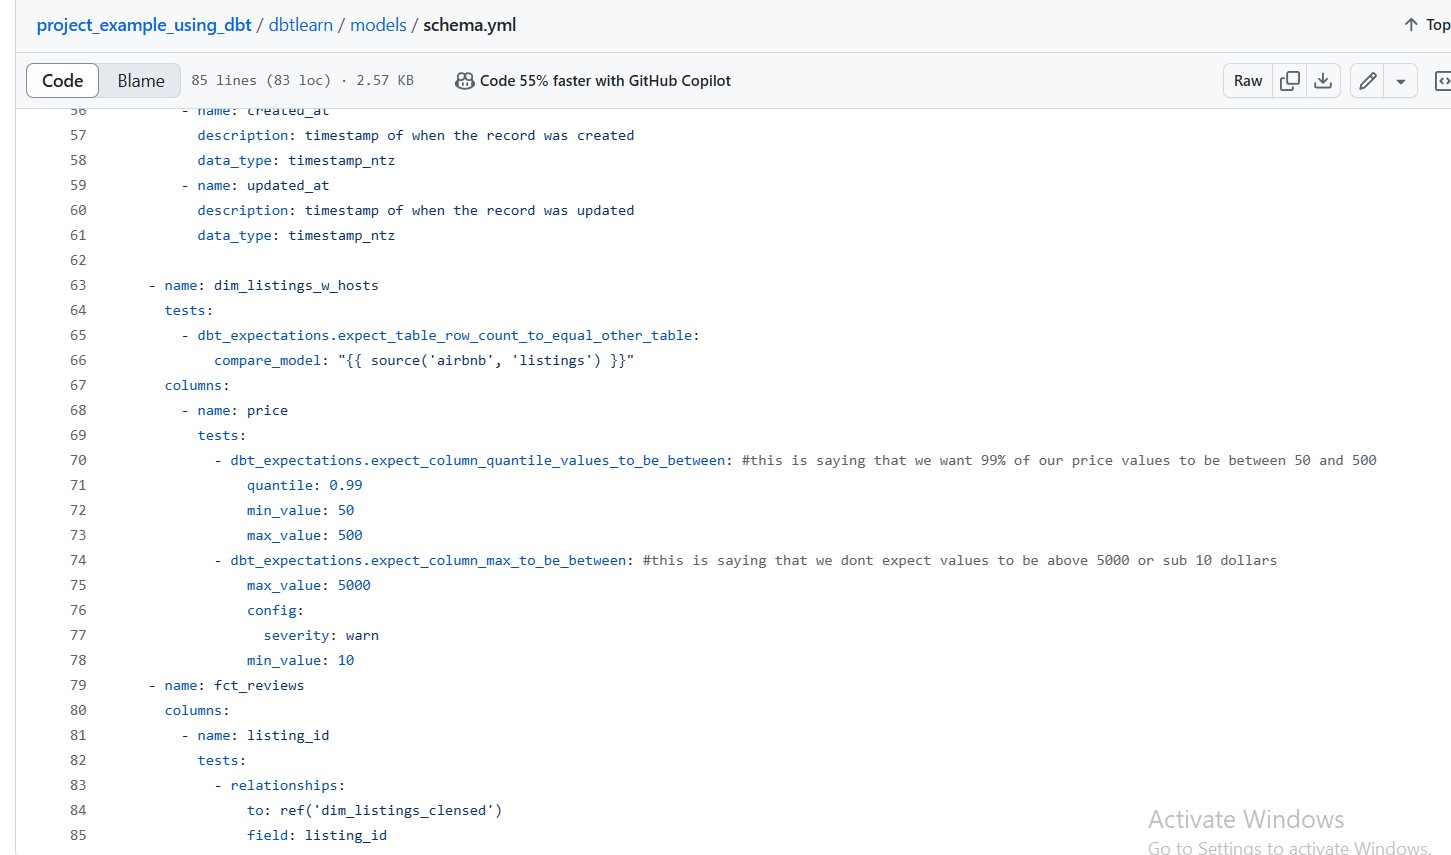 project_example_using_dbt / dbtlearn / models / schema.yml
Top
Code Blame 85 lines (83 loc) · 2.57 KB Code 55% faster with GitHub Copilot Raw
56 - name: created_at
57 description: timestamp of when the record was created
58 data_type: timestamp_ntz
59 - name: updated_at
60 description: timestamp of when the record was updated
61 data_type: timestamp_ntz
62
63 - name: dim_listings_w_hosts
64 tests:
65 - dbt_expectations.expect_table_row_count_to_equal_other_table:
66 compare_model: "{{ source('airbnb', 'listings') }}"
67 columns:
68 - name: price
69 tests:
70 - dbt_expectations.expect_column_quantile_values_to_be_between: #this is saying that we want 99% of our price values to be between 50 and 500
71 quantile: 0.99
72 min_value: 50
73 max_value: 500
74 - dbt_expectations.expect_column_max_to_be_between: #this is saying that we dont expect values to be above 5000 or sub 10 dollars
75 max_value: 5000
76 config:
77 severity: warn
78 min_value: 10
79 - name: fct_reviews
80 columns:
81 - name: listing_id
82 tests:
83 - relationships:
84 to: ref('dim_listings_clensed')
85 field: listing_id
Activate Windows
Go to Settings to activate Windows.